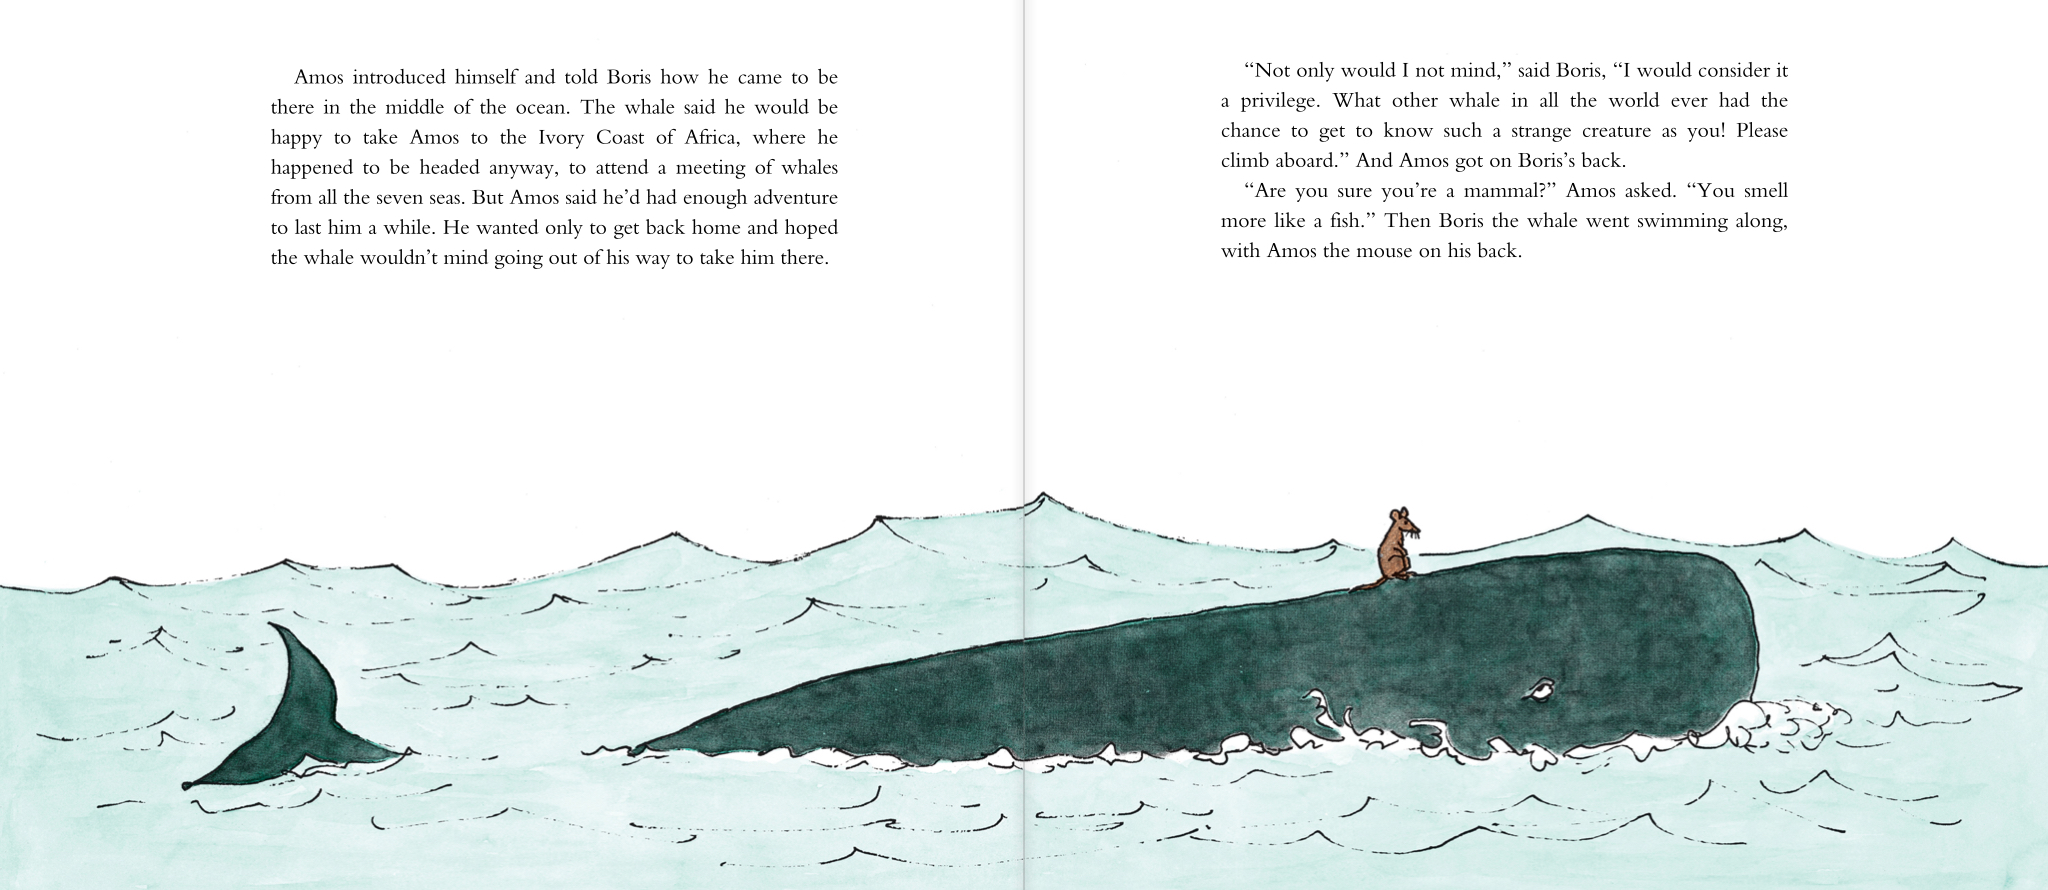 Amos introduced himself and told Boris how he came to be
there in the middle of the ocean. The whale said he would be
happy to take Amos to the Ivory Coast of Africa, where he
happened to be headed anyway, to attend a meeting of whales
from all the seven seas. But Amos said he’d had enough adventure
to last him a while. He wanted only to get back home and hoped
the whale wouldn’t mind going out of his way to take him there.
“Not only would I not mind,” said Boris, “I would consider it
a privilege. What other whale in all the world ever had the
chance to get to know such a strange creature as you! Please
climb aboard.” And Amos got on Boris’s back.
“Are you sure you’re a mammal?” Amos asked. “You smell
more like a fish.” Then Boris the whale went swimming along,
with Amos the mouse on his back.